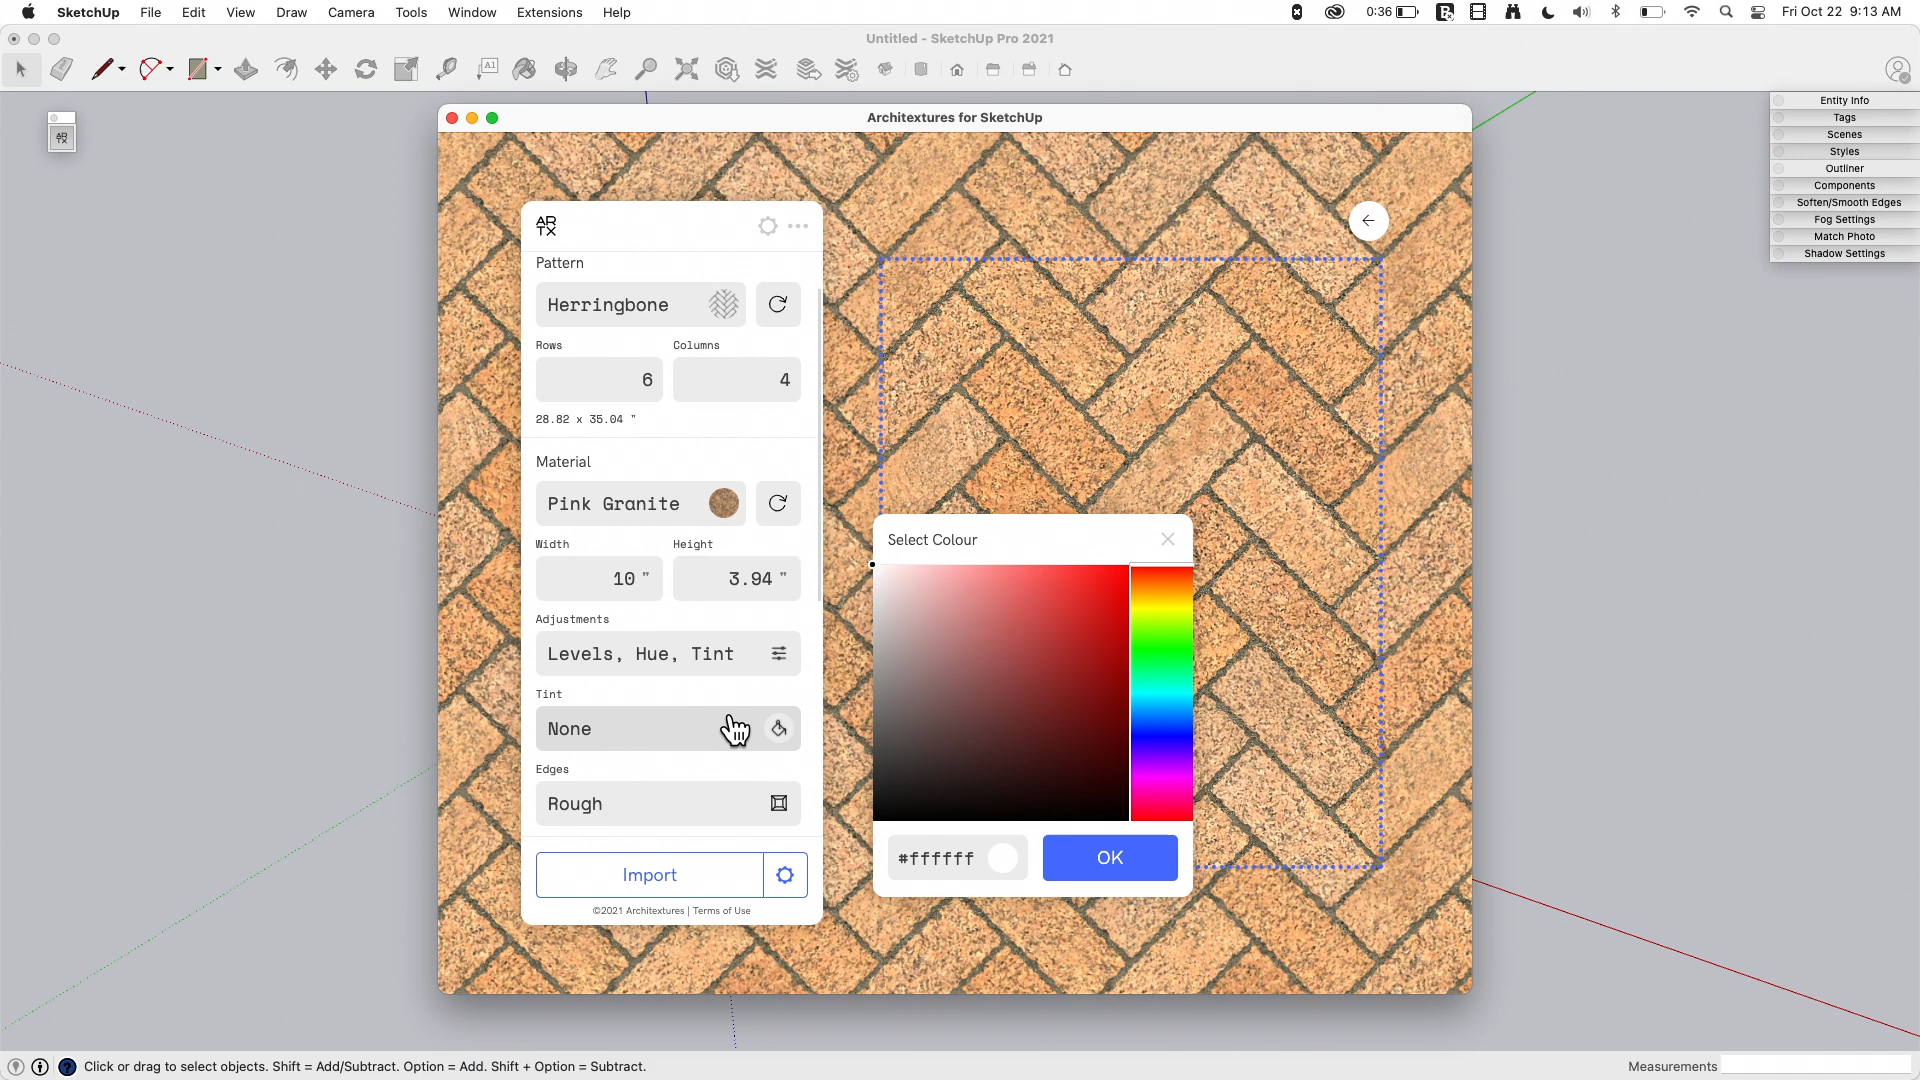 SketchUp File Edit View Draw Camera Tools Window Extensions Help 0:36 Fri Oct 22 9:13 AM
Untitled - SketchUp Pro 2021
A1
AR
TX
Entity Info
Tags
Scenes
Styles
Outliner
Components
Soften/Smooth Edges
Fog Settings
Match Photo
Shadow Settings
Architextures for SketchUp
AR
TX
Pattern
Herringbone
Rows Columns
6 4
28.82 x 35.04 "
Material
Pink Granite
Width Height
10 " 3.94 "
Adjustments
Levels, Hue, Tint
Tint
None
Edges
Rough
Import
©2021 Architextures | Terms of Use
Select Colour
#ffffff
OK
Click or drag to select objects. Shift = Add/Subtract. Option = Add. Shift + Option = Subtract.
Measurements